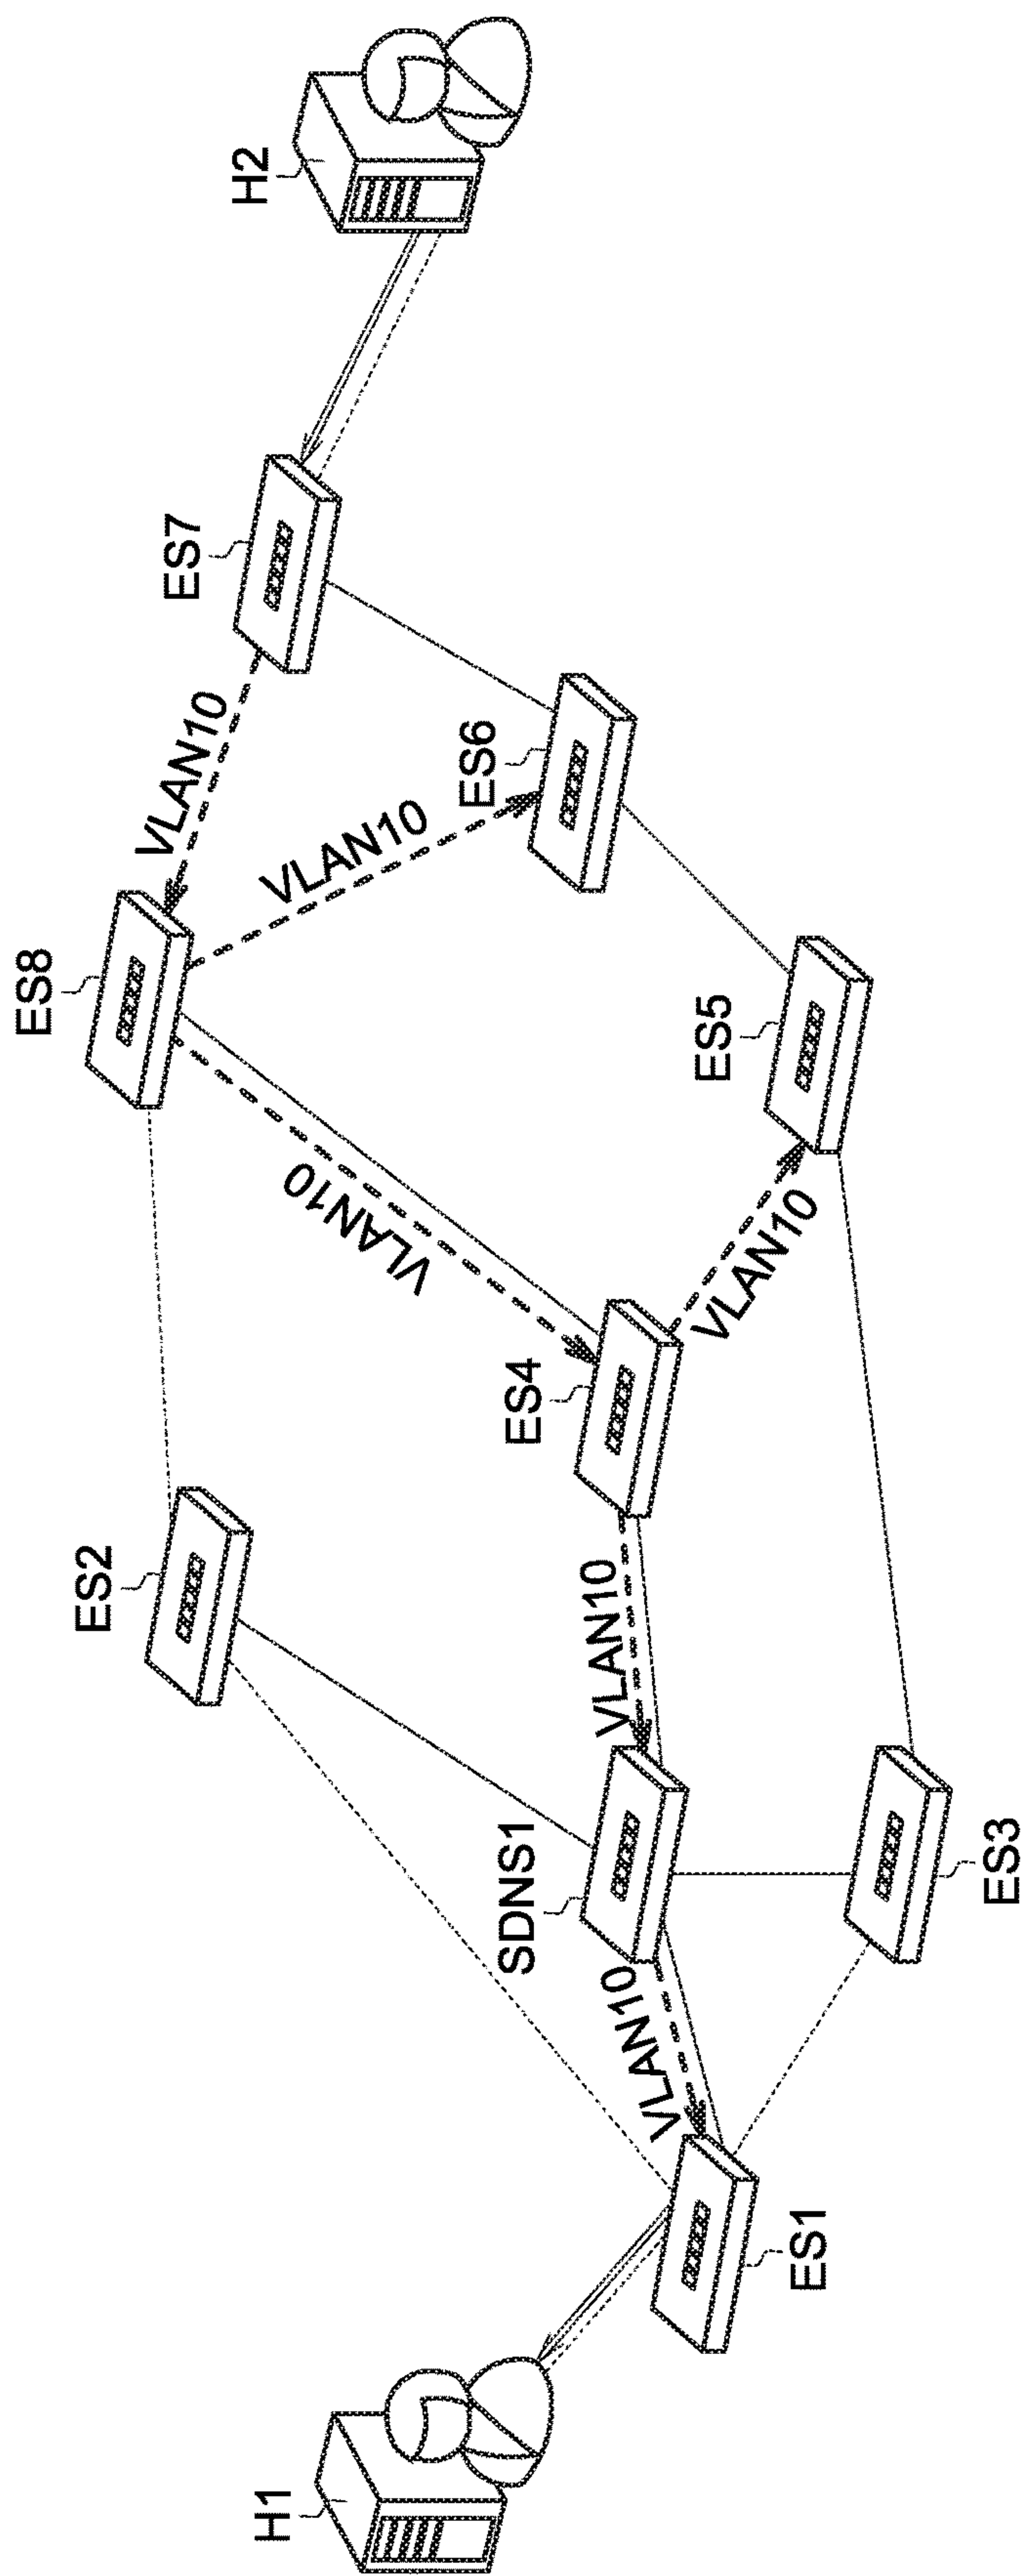 H1
H2
ES1
ES2
ES3
ES4
ES5
ES6
ES7
ES8
SDNS1
VLAN10
VLAN10
VLAN10
VLAN10
VLAN10
VLAN10